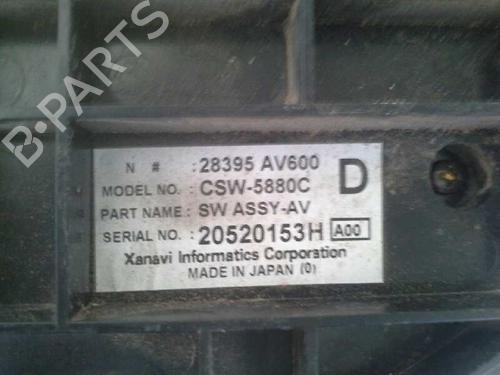 B-PARTS
N # : 28395 AV600
MODEL NO. : CSW-5880C D
PART NAME : SW ASSY-AV
SERIAL NO. : 20520153H A00
Xanavi Informatics Corporation
MADE IN JAPAN (0)